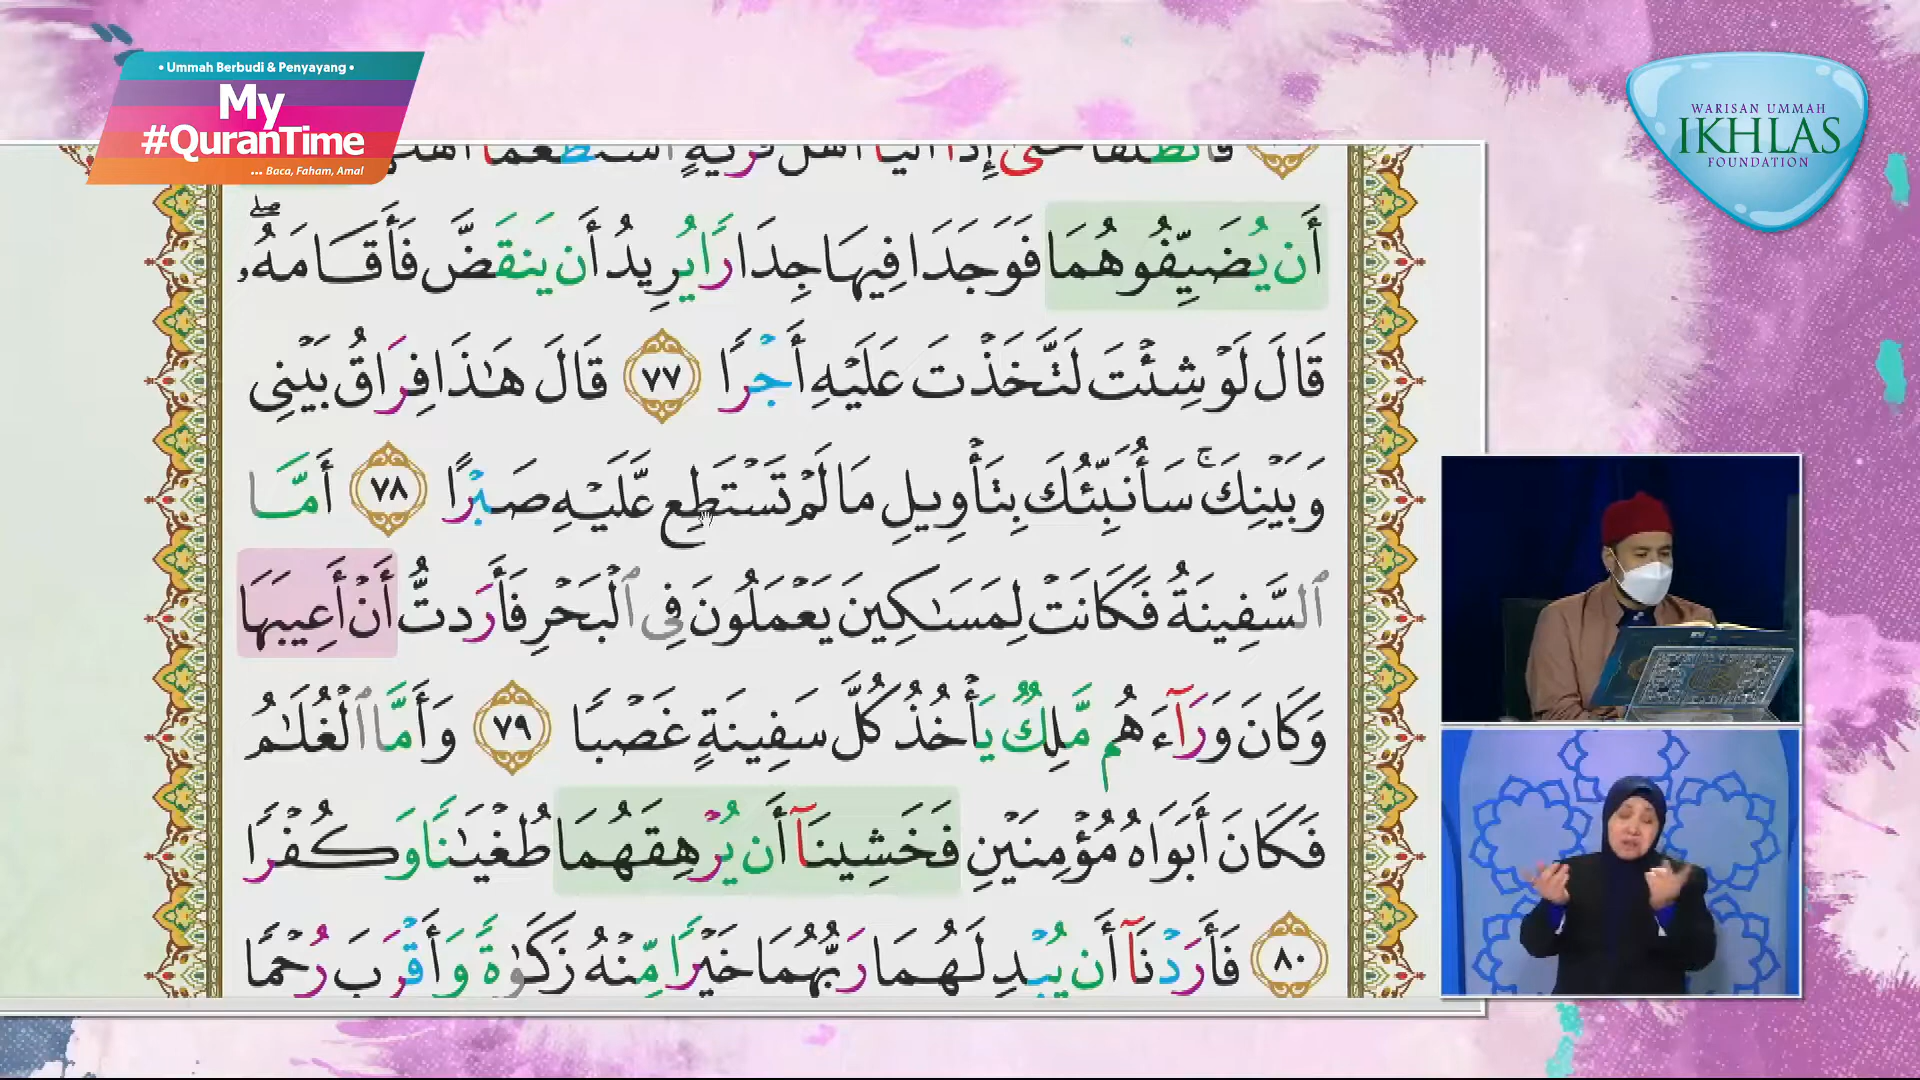 • Ummah Berbudi & Penyayang •
My
#QuranTime
... Baca, Faham, Amal
WARISAN UMMAH
IKHLAS
FOUNDATION
أَن يُضَيِّفُوهُمَا فَوَجَدَا فِيهَا جِدَارًا يُرِيدُ أَن يَنقَضَّ فَأَقَامَهُۥ ۖ
قَالَ لَوْ شِئْتَ لَتَّخَذْتَ عَلَيْهِ أَجْرًا ٧٧ قَالَ هَٰذَا فِرَاقُ بَيْنِى
وَبَيْنِكَ ۚ سَأُنَبِّئُكَ بِتَأْوِيلِ مَا لَمْ تَسْتَطِع عَّلَيْهِ صَبْرًا ٧٨ أَمَّا
ٱلسَّفِينَةُ فَكَانَتْ لِمَسَٰكِينَ يَعْمَلُونَ فِى ٱلْبَحْرِ فَأَرَدتُّ أَنْ أَعِيبَهَا
وَكَانَ وَرَآءَهُم مَّلِكٌ يَأْخُذُ كُلَّ سَفِينَةٍ غَصْبًا ٧٩ وَأَمَّا ٱلْغُلَٰمُ
فَكَانَ أَبَوَاهُ مُؤْمِنَيْنِ فَخَشِينَآ أَن يُرْهِقَهُمَا طُغْيَٰنًا وَكُفْرًا
٨٠ فَأَرَدْنَآ أَن يُبْدِلَهُمَا رَبُّهُمَا خَيْرًا مِّنْهُ زَكَوٰةً وَأَقْرَبَ رُحْمًا